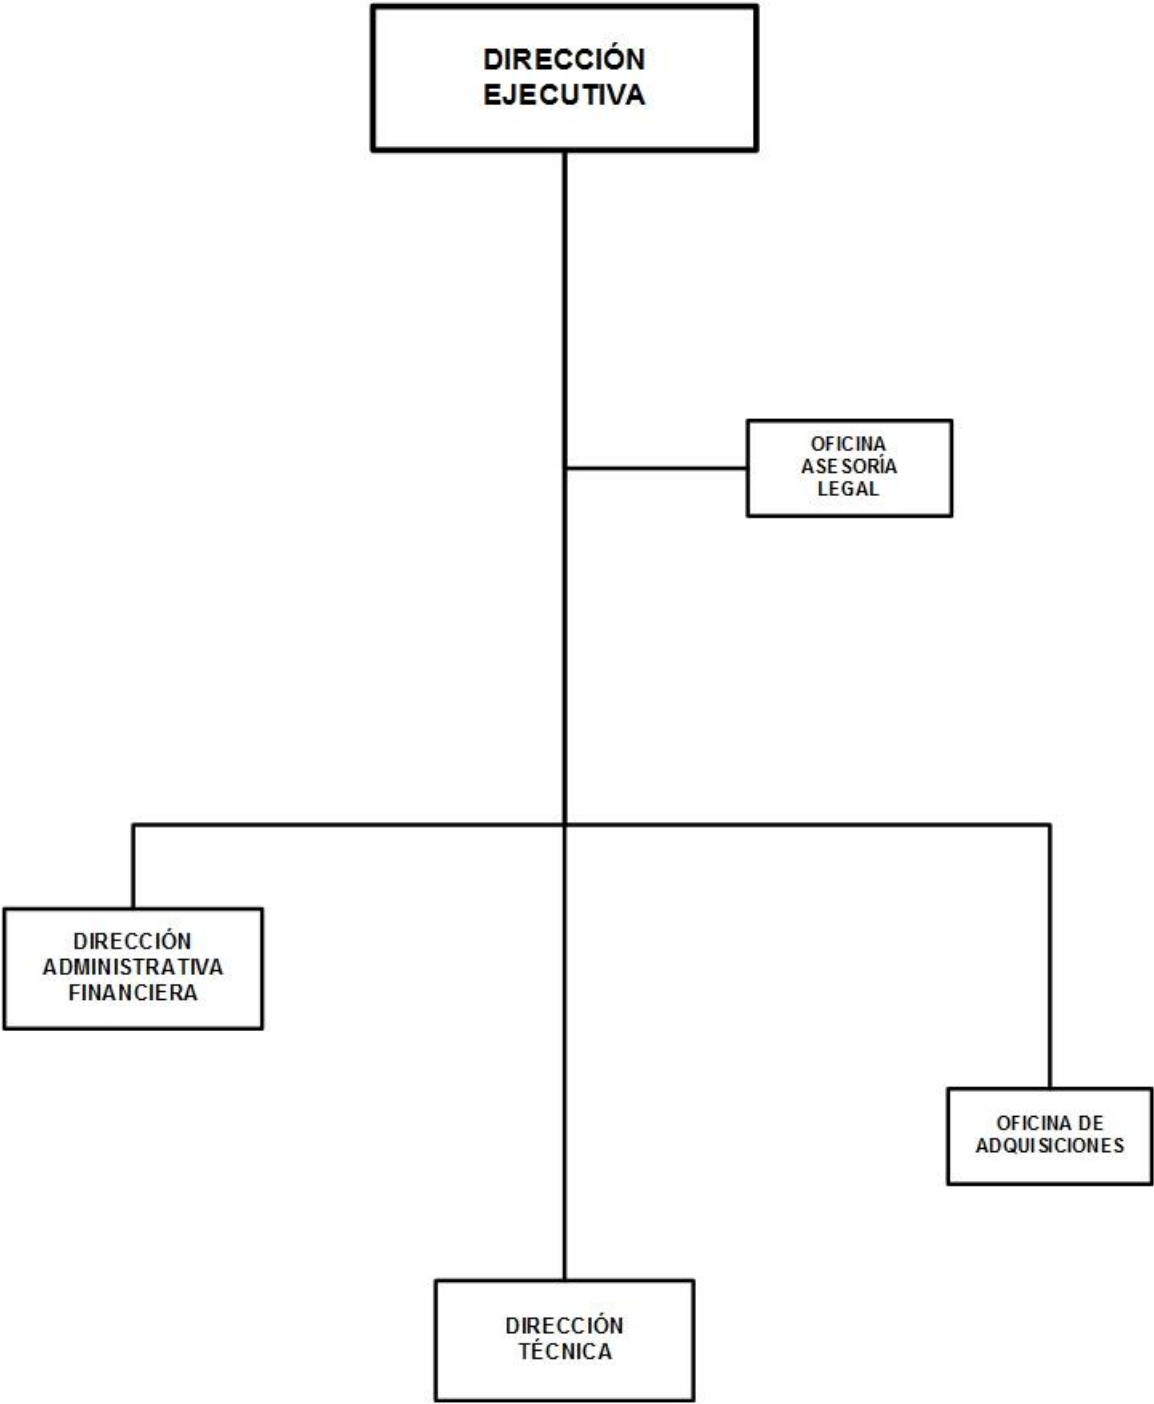 DIRECCIÓN
EJECUTIVA
OFICINA
ASESORÍA
LEGAL
DIRECCIÓN
ADMINISTRATIVA
FINANCIERA
OFICINA DE
ADQUISICIONES
DIRECCIÓN
TÉCNICA